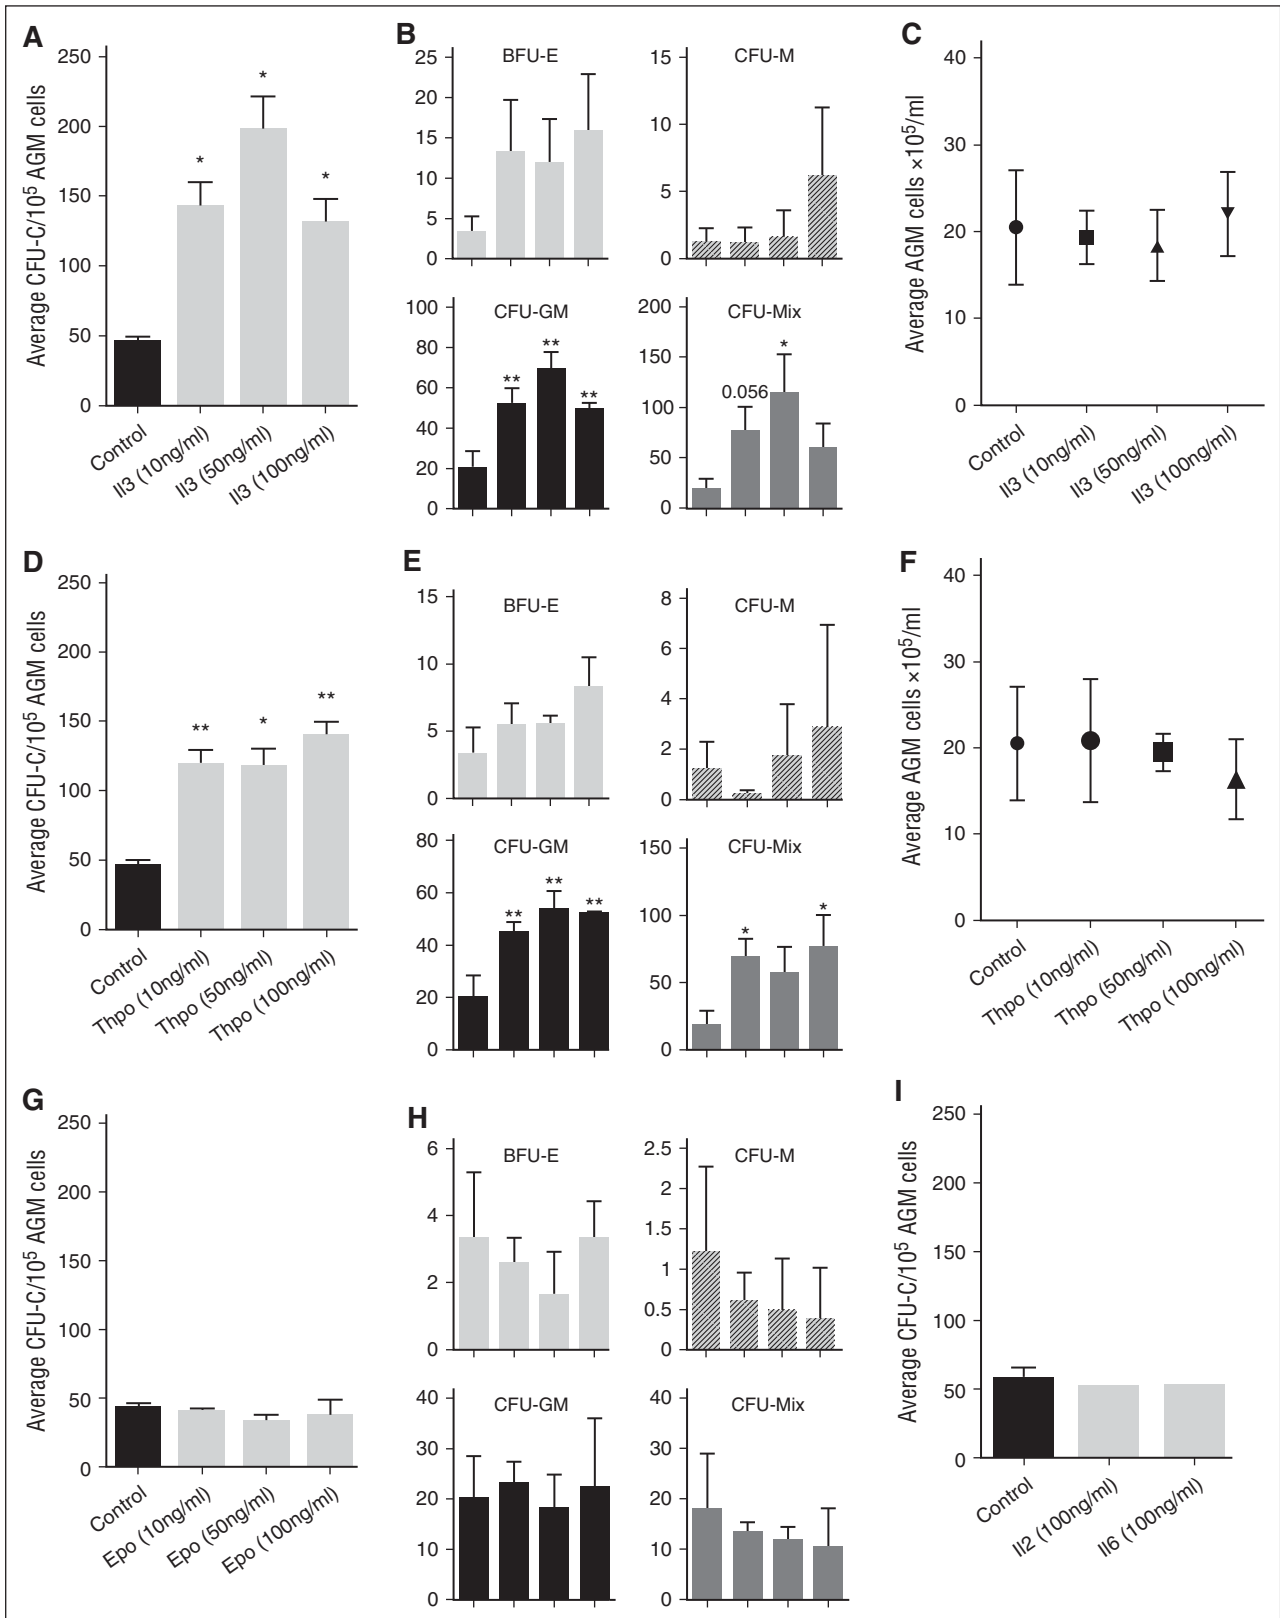 A
Average CFU-C/10⁵ AGM cells
250
200
150
100
50
0
*
*
*
Control
Il3 (10ng/ml)
Il3 (50ng/ml)
Il3 (100ng/ml)
B
BFU-E
25
20
15
10
5
0
CFU-M
15
10
5
0
CFU-GM
100
80
60
40
20
0
**
**
**
CFU-Mix
200
150
100
50
0
0.056
*
C
Average AGM cells ×10⁵/ml
40
30
20
10
0
Control
Il3 (10ng/ml)
Il3 (50ng/ml)
Il3 (100ng/ml)
D
Average CFU-C/10⁵ AGM cells
250
200
150
100
50
0
**
*
**
Control
Thpo (10ng/ml)
Thpo (50ng/ml)
Thpo (100ng/ml)
E
BFU-E
15
10
5
0
CFU-M
8
6
4
2
0
CFU-GM
80
60
40
20
0
**
**
**
CFU-Mix
150
100
50
0
*
*
F
Average AGM cells ×10⁵/ml
40
30
20
10
0
Control
Thpo (10ng/ml)
Thpo (50ng/ml)
Thpo (100ng/ml)
G
Average CFU-C/10⁵ AGM cells
250
200
150
100
50
0
Control
Epo (10ng/ml)
Epo (50ng/ml)
Epo (100ng/ml)
H
BFU-E
6
4
2
0
CFU-M
2.5
2
1.5
1
0.5
0
CFU-GM
40
30
20
10
0
CFU-Mix
40
30
20
10
0
I
Average CFU-C/10⁵ AGM cells
250
200
150
100
50
0
Control
Il2 (100ng/ml)
Il6 (100ng/ml)